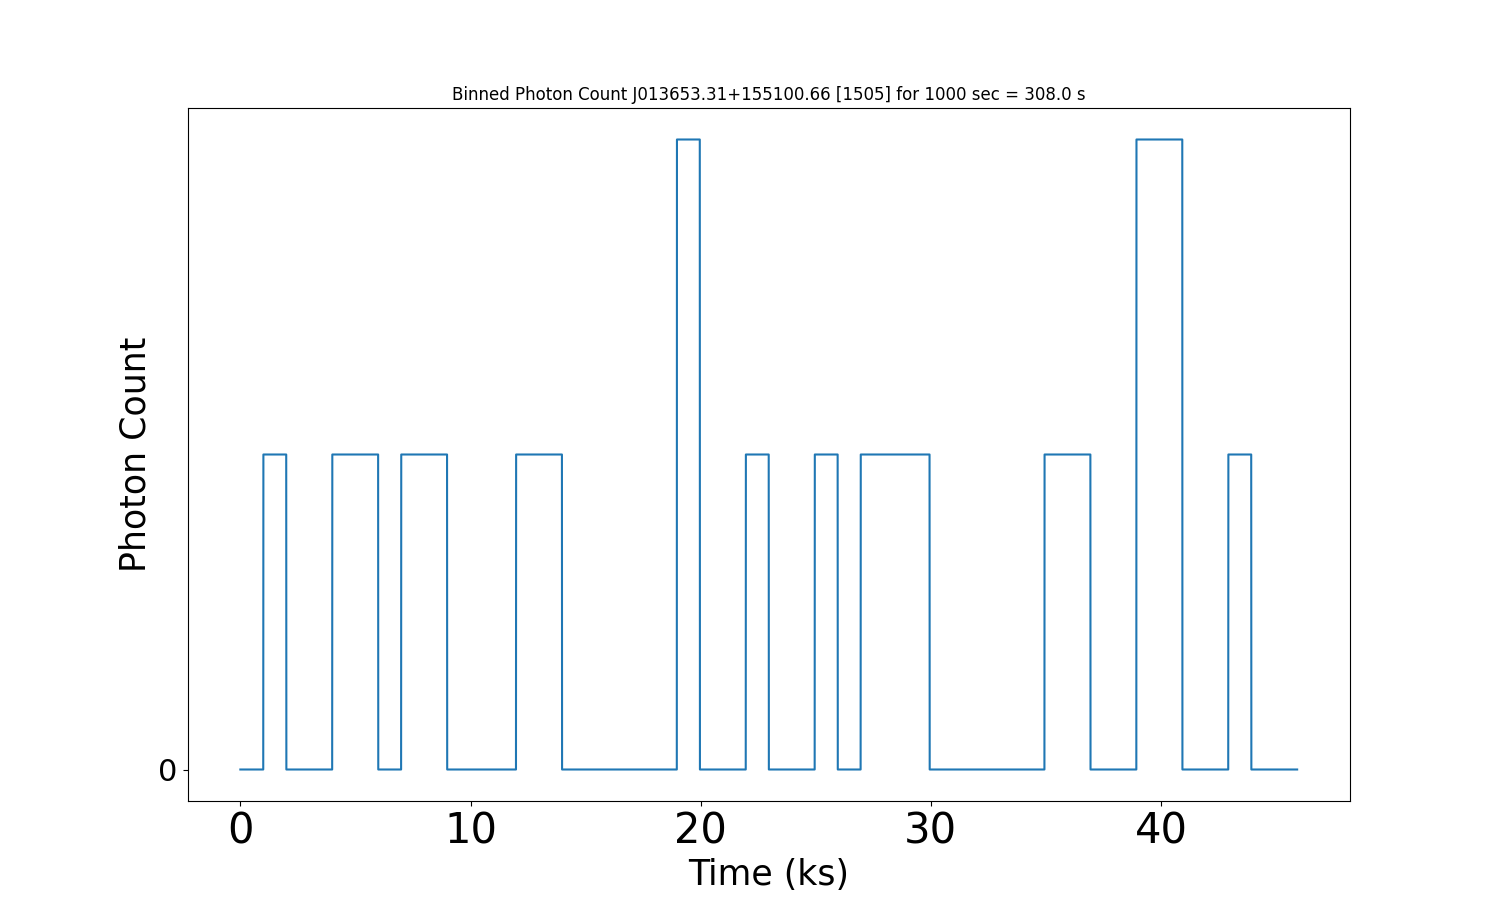 Binned Photon Count J013653.31+155100.66 [1505] for 1000 sec = 308.0 s
Photon Count
0
0 10 20 30 40
Time (ks)